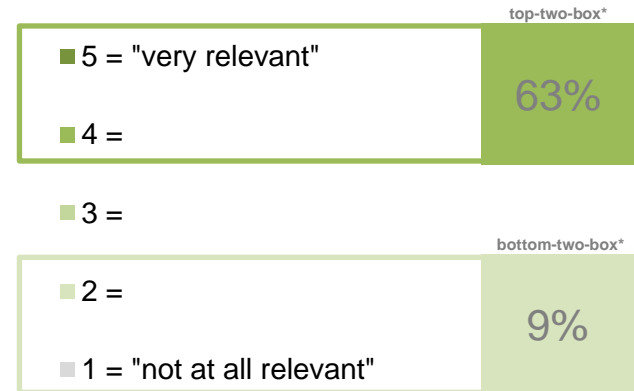 top-two-box*
5 = "very relevant"
63%
4 =
3 =
bottom-two-box*
2 =
9%
1 = "not at all relevant"